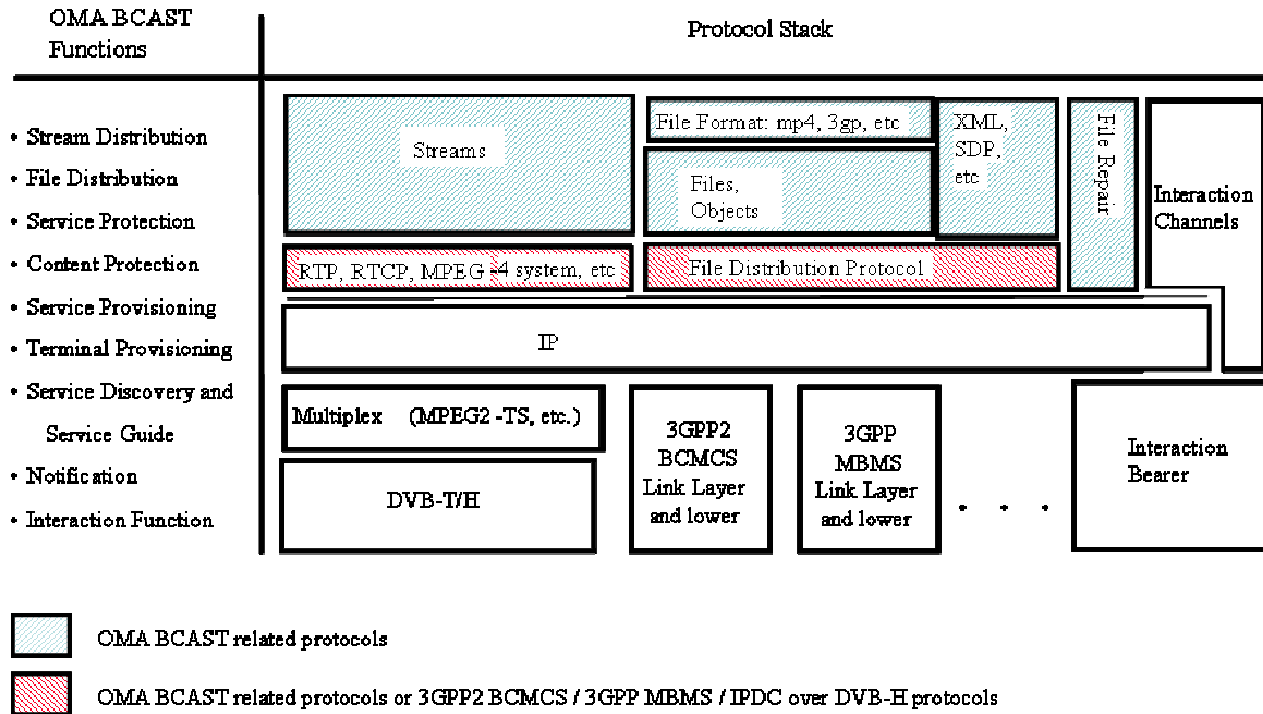 OMA BCAST
Functions
Protocol Stack
• Stream Distribution
• File Distribution
• Service Protection
• Content Protection
• Service Provisioning
• Terminal Provisioning
• Service Discovery and
Service Guide
• Notification
• Interaction Function
Streams
File Format: mp4, 3gp, etc
Files,
Objects
XML,
SDP,
etc
File Repair
Interaction
Channels
RTP, RTCP, MPEG -4 system, etc
File Distribution Protocol
IP
Multiplex (MPEG2 -TS, etc.)
DVB-T/H
3GPP2
BCMCS
Link Layer
and lower
3GPP
MBMS
Link Layer
and lower
. . .
Interaction
Bearer
OMA BCAST related protocols
OMA BCAST related protocols or 3GPP2 BCMCS / 3GPP MBMS / IPDC over DVB-H protocols